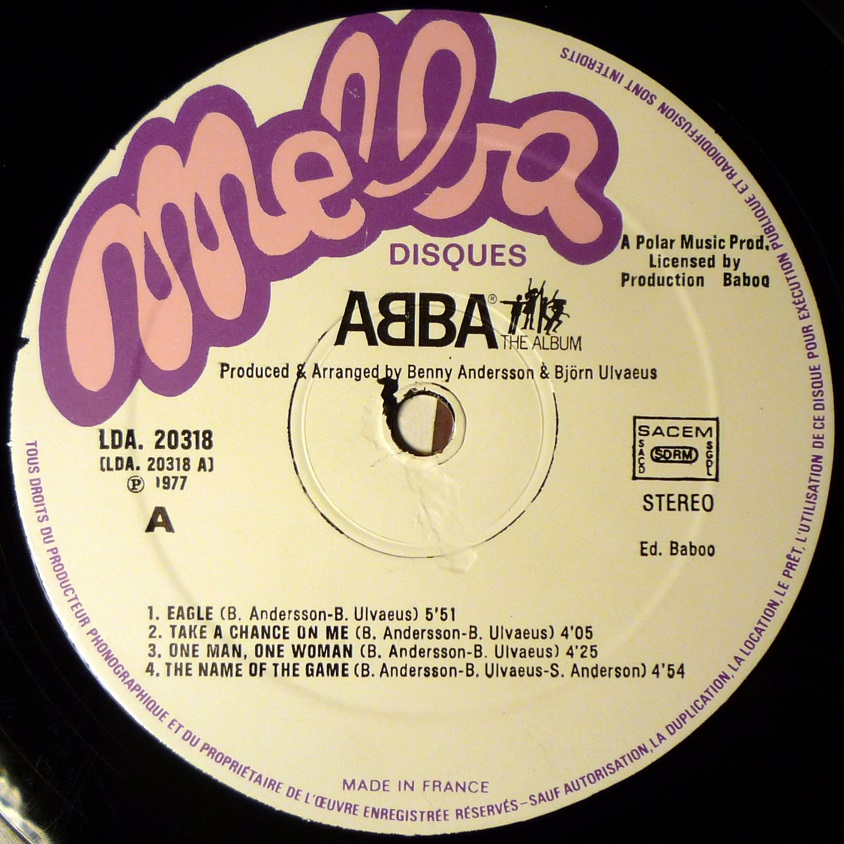 Melba
DISQUES
A Polar Music Prod.
Licensed by
Production Baboo
ABBA®
THE ALBUM
Produced & Arranged by Benny Andersson & Björn Ulvaeus
LDA. 20318
(LDA. 20318 A)
℗ 1977
A
SACEM
SACD
SDRM
SGDL
STEREO
Ed. Baboo
1. EAGLE (B. Andersson-B. Ulvaeus) 5'51
2. TAKE A CHANCE ON ME (B. Andersson-B. Ulvaeus) 4'05
3. ONE MAN, ONE WOMAN (B. Andersson-B. Ulvaeus) 4'25
4. THE NAME OF THE GAME (B. Andersson-B. Ulvaeus-S. Anderson) 4'54
MADE IN FRANCE
TOUS DROITS DU PRODUCTEUR PHONOGRAPHIQUE ET DU PROPRIÉTAIRE DE L'ŒUVRE ENREGISTRÉE RÉSERVÉS-SAUF AUTORISATION, LA DUPLICATION, LA LOCATION, LE PRÊT, L'UTILISATION DE CE DISQUE POUR EXÉCUTION PUBLIQUE ET RADIODIFFUSION SONT INTERDITS